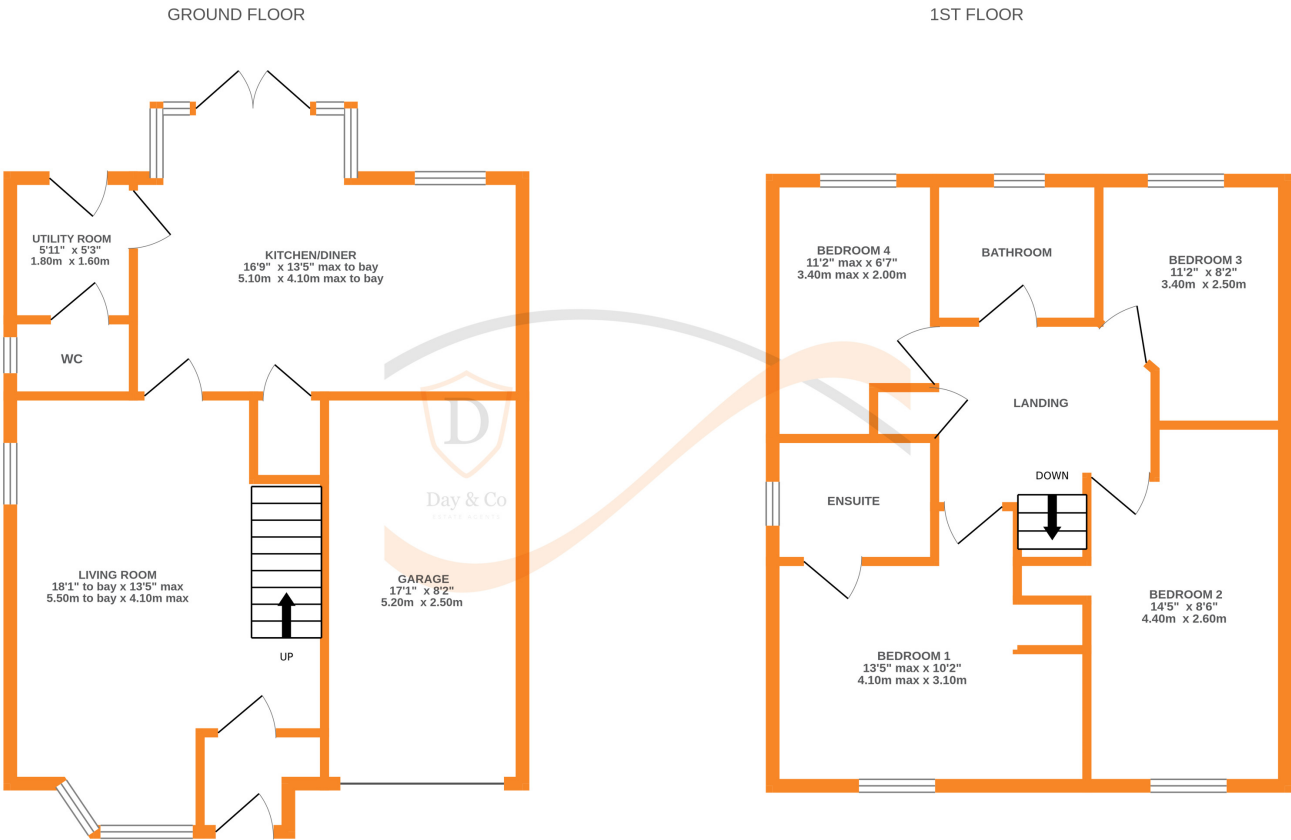 GROUND FLOOR
1ST FLOOR
UTILITY ROOM
5'11" x 5'3"
1.80m x 1.60m
KITCHEN/DINER
16'9" x 13'5" max to bay
5.10m x 4.10m max to bay
WC
LIVING ROOM
18'1" to bay x 13'5" max
5.50m to bay x 4.10m max
UP
GARAGE
17'1" x 8'2"
5.20m x 2.50m
D
Day & Co
ESTATE AGENTS
BEDROOM 4
11'2" max x 6'7"
3.40m max x 2.00m
BATHROOM
BEDROOM 3
11'2" x 8'2"
3.40m x 2.50m
LANDING
DOWN
ENSUITE
BEDROOM 2
14'5" x 8'6"
4.40m x 2.60m
BEDROOM 1
13'5" max x 10'2"
4.10m max x 3.10m